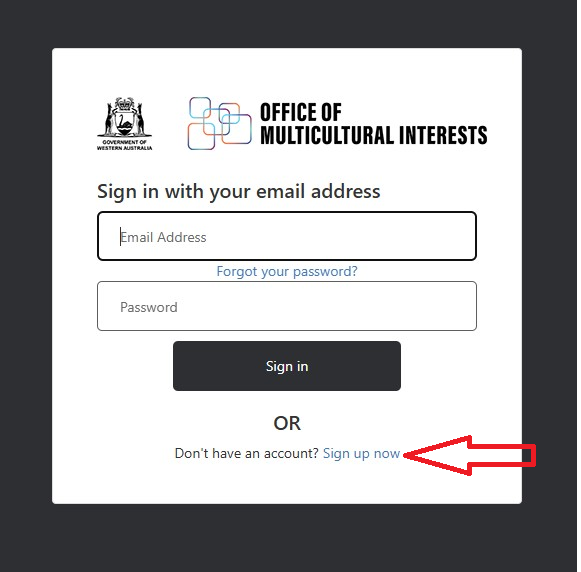 OFFICE OF
MULTICULTURAL INTERESTS
GOVERNMENT OF
WESTERN AUSTRALIA
Sign in with your email address
Email Address
Forgot your password?
Password
Sign in
OR
Don't have an account? Sign up now